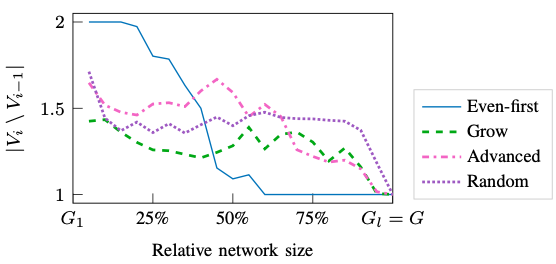 2
1.5
1
|V_i \ V_{i−1}|
G_1 25% 50% 75% G_l = G
Relative network size
Even-first
Grow
Advanced
Random